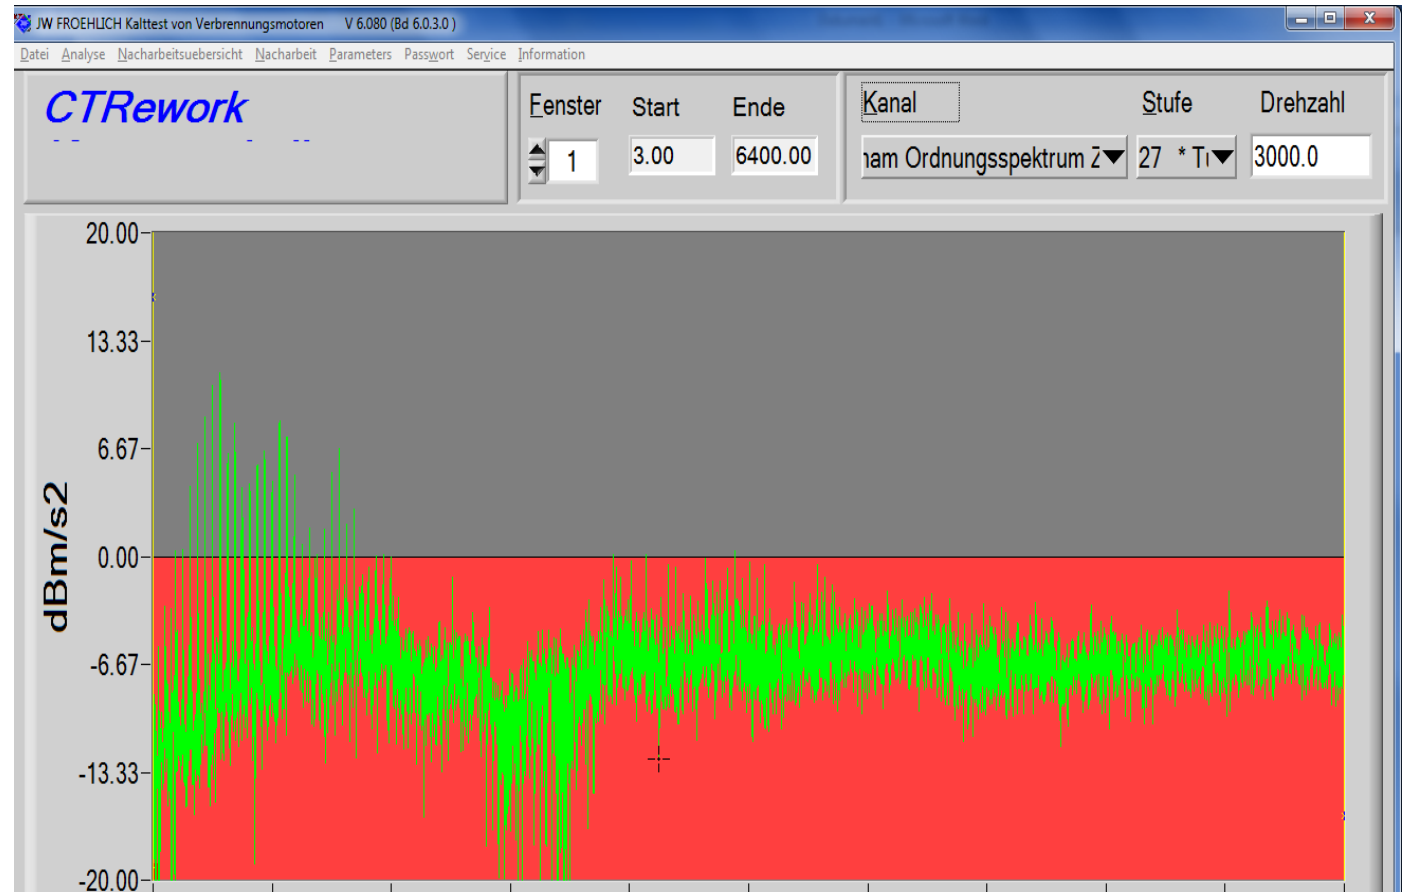 JW FROEHLICH Kalttest von Verbrennungsmotoren V 6.080 (Bd 6.0.3.0 )
Datei Analyse Nacharbeitsuebersicht Nacharbeit Parameters Passwort Service Information
CTRework
Fenster Start Ende
1 3.00 6400.00
Kanal Stufe Drehzahl
Ordnungsspektrum 27 * 3000.0
20.00
13.33
6.67
0.00
-6.67
-13.33
-20.00
dBm/s2